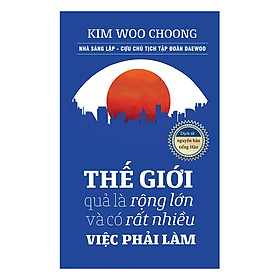 KIM WOO CHOONG
NHÀ SÁNG LẬP - CỰU CHỦ TỊCH TẬP ĐOÀN DAEWOO
Dịch từ
nguyên bản
tiếng Hàn
THẾ GIỚI
quả là rộng lớn
và có rất nhiều
VIỆC PHẢI LÀM